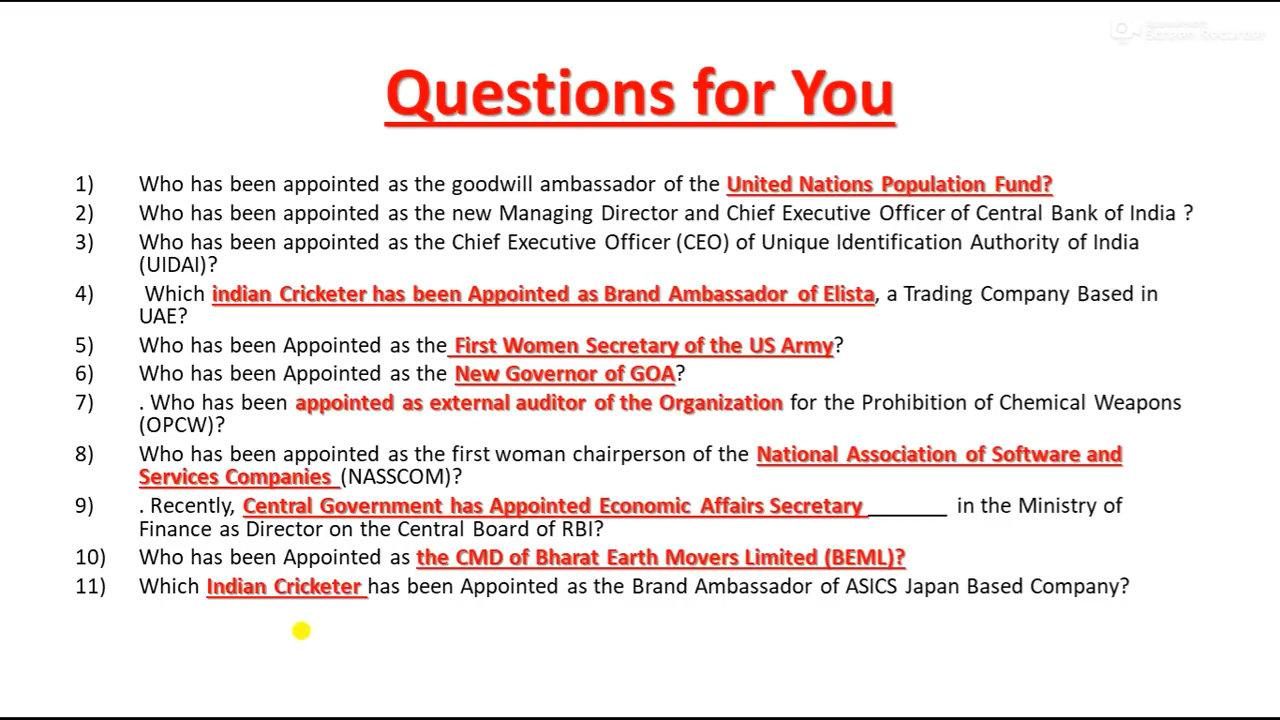 Screen Recorder
Questions for You
1) Who has been appointed as the goodwill ambassador of the United Nations Population Fund?
2) Who has been appointed as the new Managing Director and Chief Executive Officer of Central Bank of India ?
3) Who has been appointed as the Chief Executive Officer (CEO) of Unique Identification Authority of India
(UIDAI)?
4) Which indian Cricketer has been Appointed as Brand Ambassador of Elista, a Trading Company Based in
UAE?
5) Who has been Appointed as the First Women Secretary of the US Army?
6) Who has been Appointed as the New Governor of GOA?
7) . Who has been appointed as external auditor of the Organization for the Prohibition of Chemical Weapons
(OPCW)?
8) Who has been appointed as the first woman chairperson of the National Association of Software and
Services Companies (NASSCOM)?
9) . Recently, Central Government has Appointed Economic Affairs Secretary _______ in the Ministry of
Finance as Director on the Central Board of RBI?
10) Who has been Appointed as the CMD of Bharat Earth Movers Limited (BEML)?
11) Which Indian Cricketer has been Appointed as the Brand Ambassador of ASICS Japan Based Company?